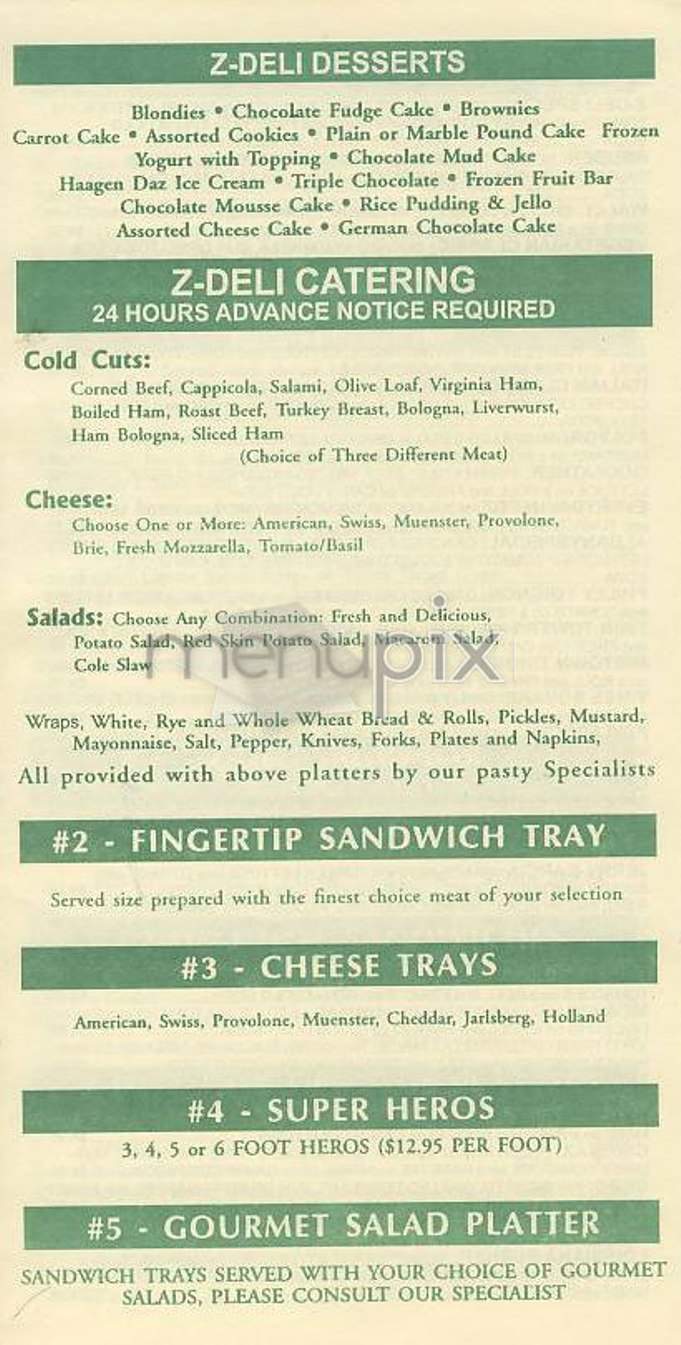 Z-DELI DESSERTS
Blondies • Chocolate Fudge Cake • Brownies
Carrot Cake • Assorted Cookies • Plain or Marble Pound Cake Frozen
Yogurt with Topping • Chocolate Mud Cake
Haagen Daz Ice Cream • Triple Chocolate • Frozen Fruit Bar
Chocolate Mousse Cake • Rice Pudding & Jello
Assorted Cheese Cake • German Chocolate Cake
Z-DELI CATERING
24 HOURS ADVANCE NOTICE REQUIRED
Cold Cuts:
Corned Beef, Cappicola, Salami, Olive Loaf, Virginia Ham,
Boiled Ham, Roast Beef, Turkey Breast, Bologna, Liverwurst,
Ham Bologna, Sliced Ham
(Choice of Three Different Meat)
Cheese:
Choose One or More: American, Swiss, Muenster, Provolone,
Brie, Fresh Mozzarella, Tomato/Basil
Salads: Choose Any Combination: Fresh and Delicious,
Potato Salad, Red Skin Potato Salad, Macaroni Salad,
Cole Slaw
menupix
Wraps, White, Rye and Whole Wheat Bread & Rolls, Pickles, Mustard,
Mayonnaise, Salt, Pepper, Knives, Forks, Plates and Napkins,
All provided with above platters by our pasty Specialists
#2 - FINGERTIP SANDWICH TRAY
Served size prepared with the finest choice meat of your selection
#3 - CHEESE TRAYS
American, Swiss, Provolone, Muenster, Cheddar, Jarlsberg, Holland
#4 - SUPER HEROS
3, 4, 5 or 6 FOOT HEROS ($12.95 PER FOOT)
#5 - GOURMET SALAD PLATTER
SANDWICH TRAYS SERVED WITH YOUR CHOICE OF GOURMET
SALADS, PLEASE CONSULT OUR SPECIALIST